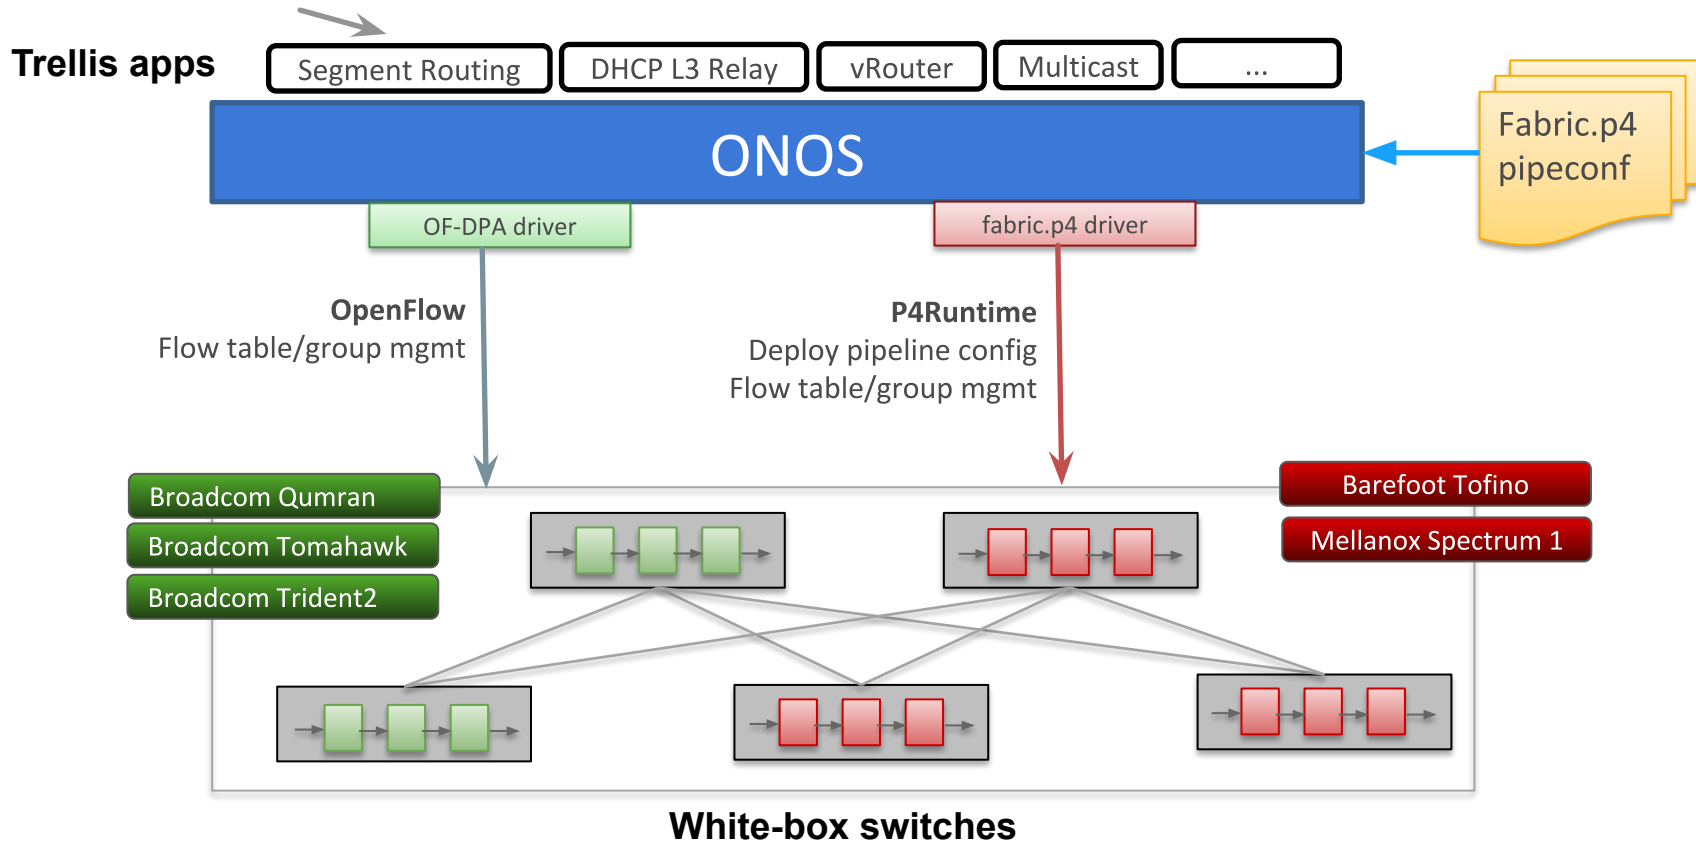 Trellis apps
Segment Routing
DHCP L3 Relay
vRouter
Multicast
...
ONOS
Fabric.p4
pipeconf
OF-DPA driver
fabric.p4 driver
OpenFlow
Flow table/group mgmt
P4Runtime
Deploy pipeline config
Flow table/group mgmt
Broadcom Qumran
Broadcom Tomahawk
Broadcom Trident2
Barefoot Tofino
Mellanox Spectrum 1
White-box switches